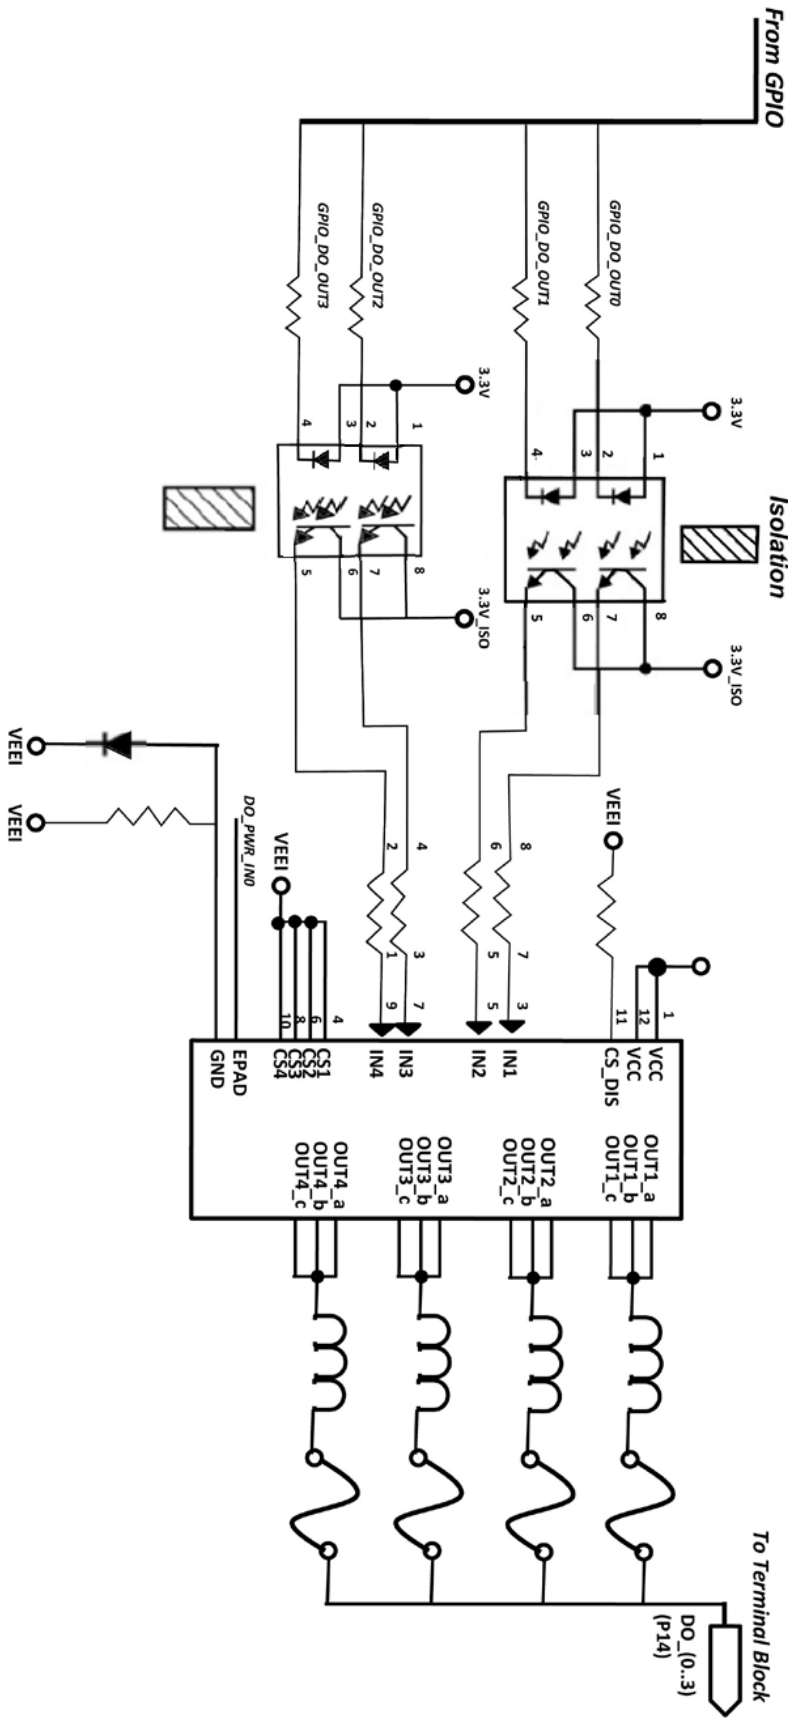 From GPIO
Isolation
To Terminal Block
GPIO_DO_OUT0
GPIO_DO_OUT1
GPIO_DO_OUT2
GPIO_DO_OUT3
3.3V
3.3V_ISO
1
2
3
4
8
7
6
5
3.3V
3.3V_ISO
1
2
3
4
8
7
6
5
VEEI
1
12
11
8
7
3
6
5
5
4
3
7
2
1
9
VEEI
4
6
8
10
DO_PWR_IN0
VEEI
VEEI
VCC
VCC
CS_DIS
IN1
IN2
IN3
IN4
CS1
CS2
CS3
CS4
EPAD
GND
OUT1_a
OUT1_b
OUT1_c
OUT2_a
OUT2_b
OUT2_c
OUT3_a
OUT3_b
OUT3_c
OUT4_a
OUT4_b
OUT4_c
DO_(0..3)
(P14)